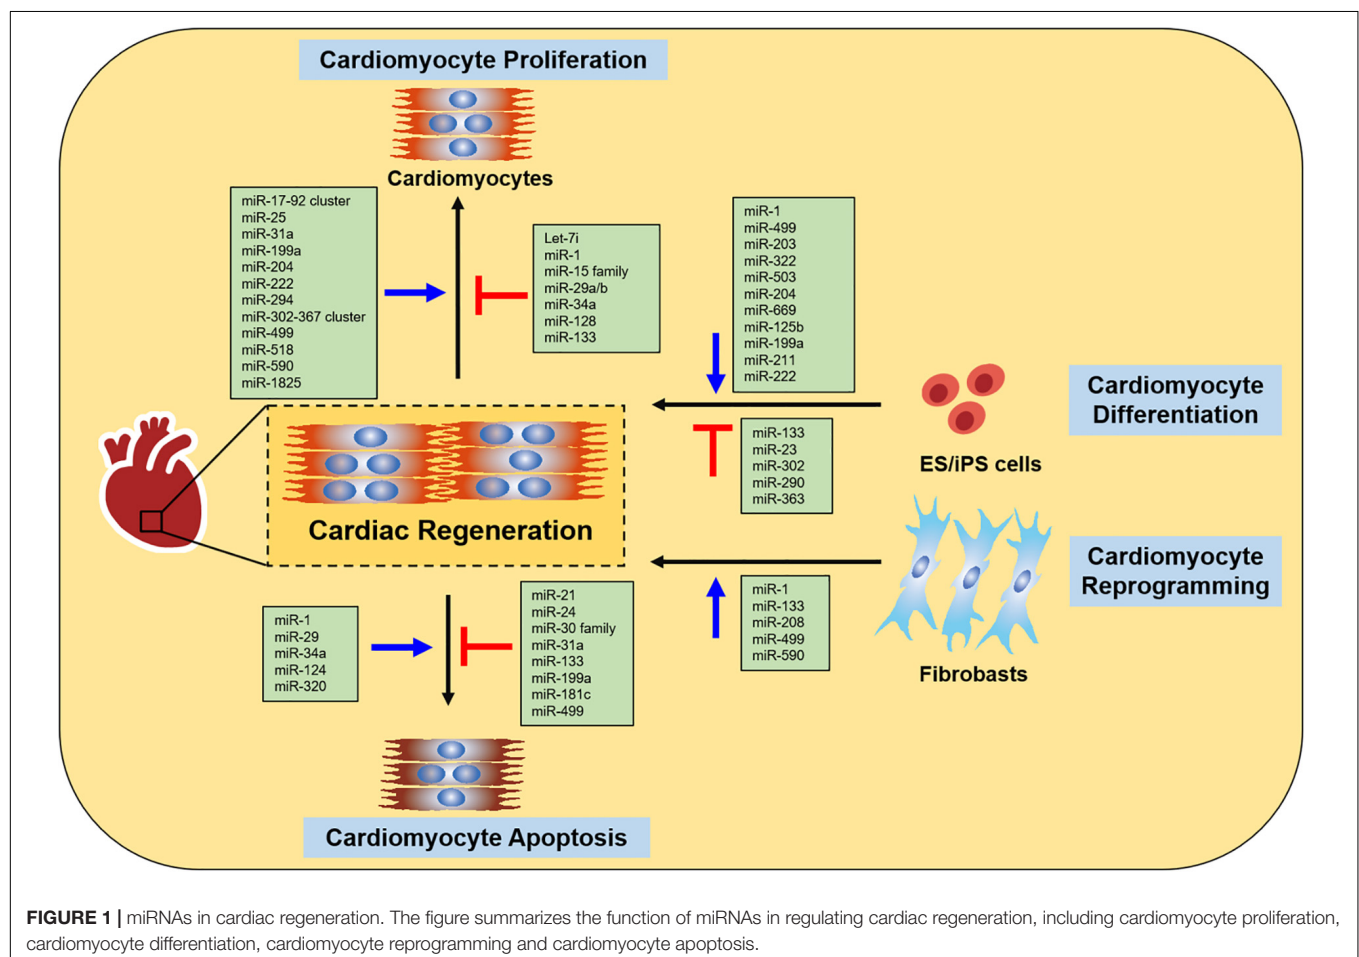 Cardiomyocyte Proliferation
Cardiomyocytes
miR-17-92 cluster
miR-25
miR-31a
miR-199a
miR-204
miR-222
miR-294
miR-302-367 cluster
miR-499
miR-518
miR-590
miR-1825
Let-7i
miR-1
miR-15 family
miR-29a/b
miR-34a
miR-128
miR-133
miR-1
miR-499
miR-203
miR-322
miR-503
miR-204
miR-669
miR-125b
miR-199a
miR-211
miR-222
miR-133
miR-23
miR-302
miR-290
miR-363
ES/iPS cells
Cardiomyocyte
Differentiation
Cardiac Regeneration
Cardiomyocyte
Reprogramming
miR-1
miR-133
miR-208
miR-499
miR-590
Fibrobasts
miR-1
miR-29
miR-34a
miR-124
miR-320
miR-21
miR-24
miR-30 family
miR-31a
miR-133
miR-199a
miR-181c
miR-499
Cardiomyocyte Apoptosis
FIGURE 1 | miRNAs in cardiac regeneration. The figure summarizes the function of miRNAs in regulating cardiac regeneration, including cardiomyocyte proliferation,
cardiomyocyte differentiation, cardiomyocyte reprogramming and cardiomyocyte apoptosis.